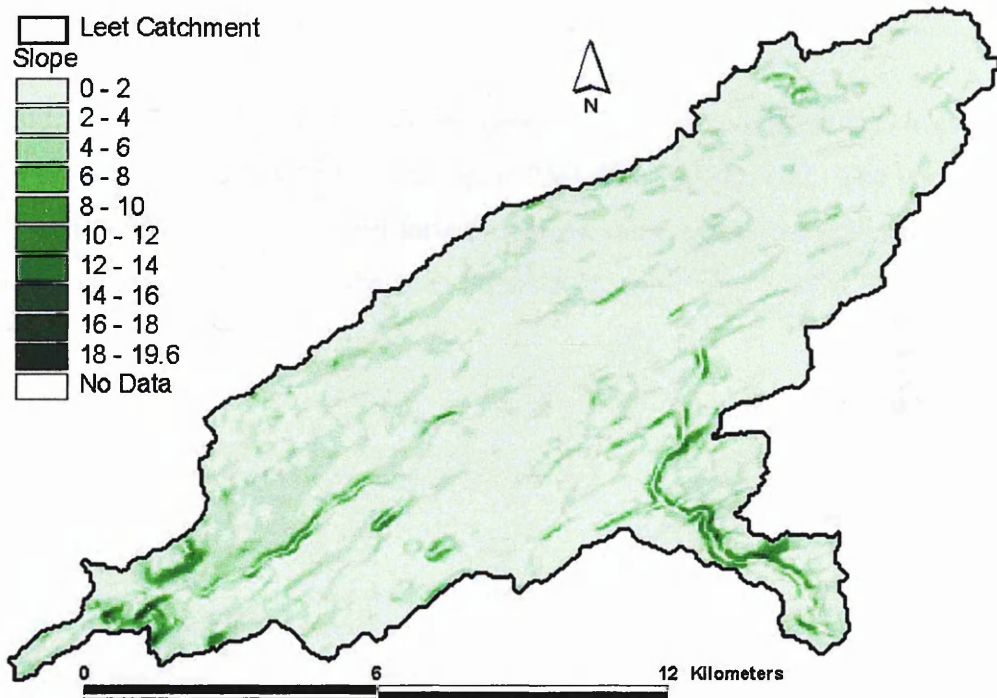 Leet Catchment
Slope
0 - 2
2 - 4
4 - 6
6 - 8
8 - 10
10 - 12
12 - 14
14 - 16
16 - 18
18 - 19.6
No Data
N
0 6 12 Kilometers